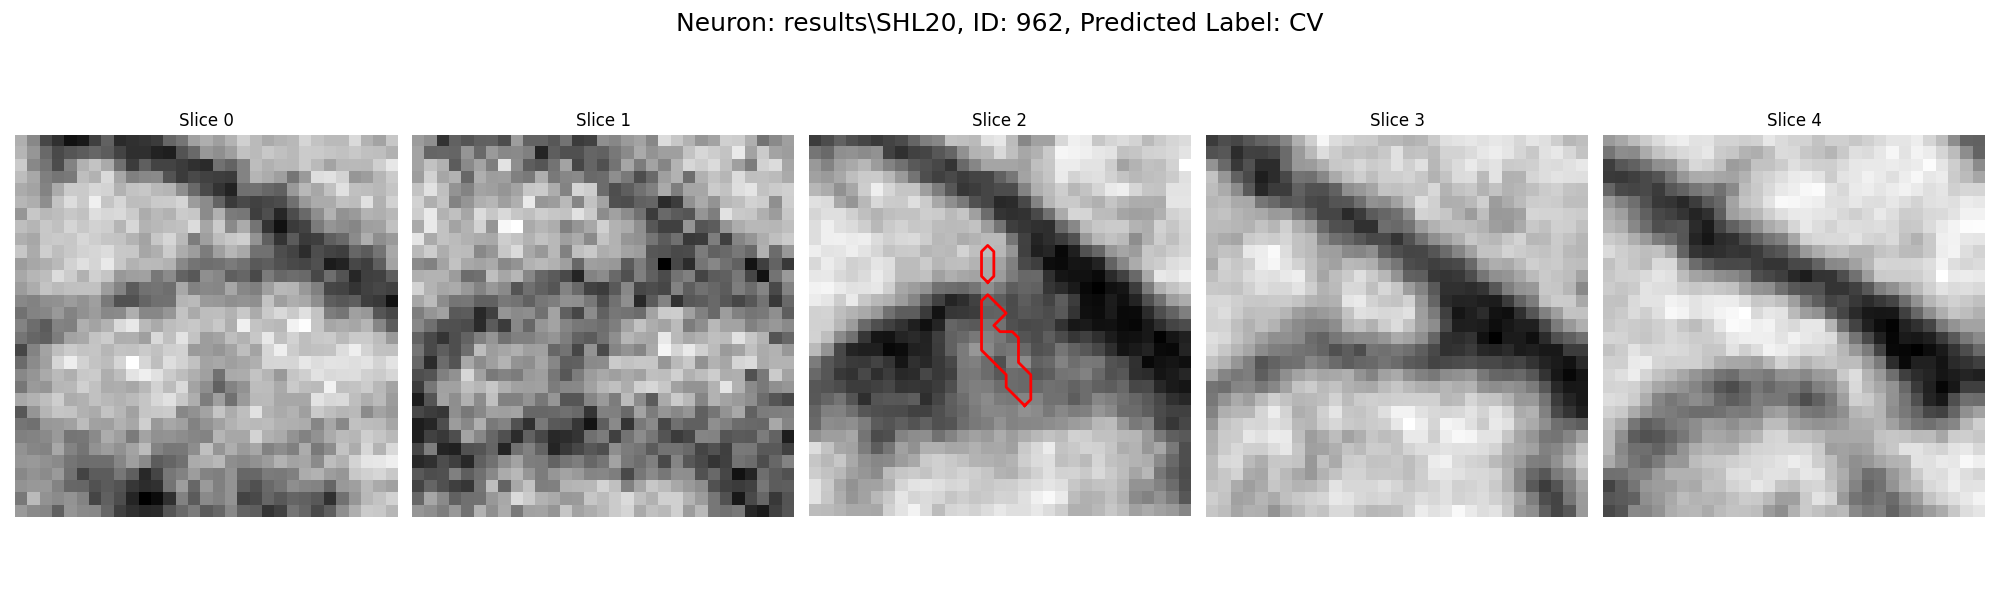 Neuron: results\SHL20, ID: 962, Predicted Label: CV
Slice 0
Slice 1
Slice 2
Slice 3
Slice 4